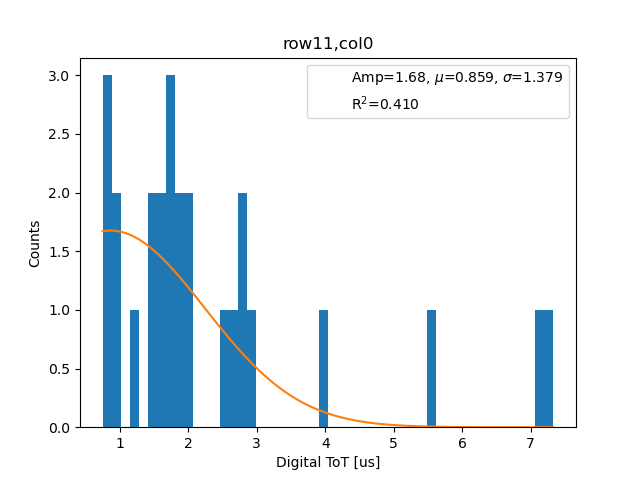 row11,col0
Amp=1.68, μ=0.859, σ=1.379
R²=0.410
Counts
3.0
2.5
2.0
1.5
1.0
0.5
0.0
1 2 3 4 5 6 7
Digital ToT [us]